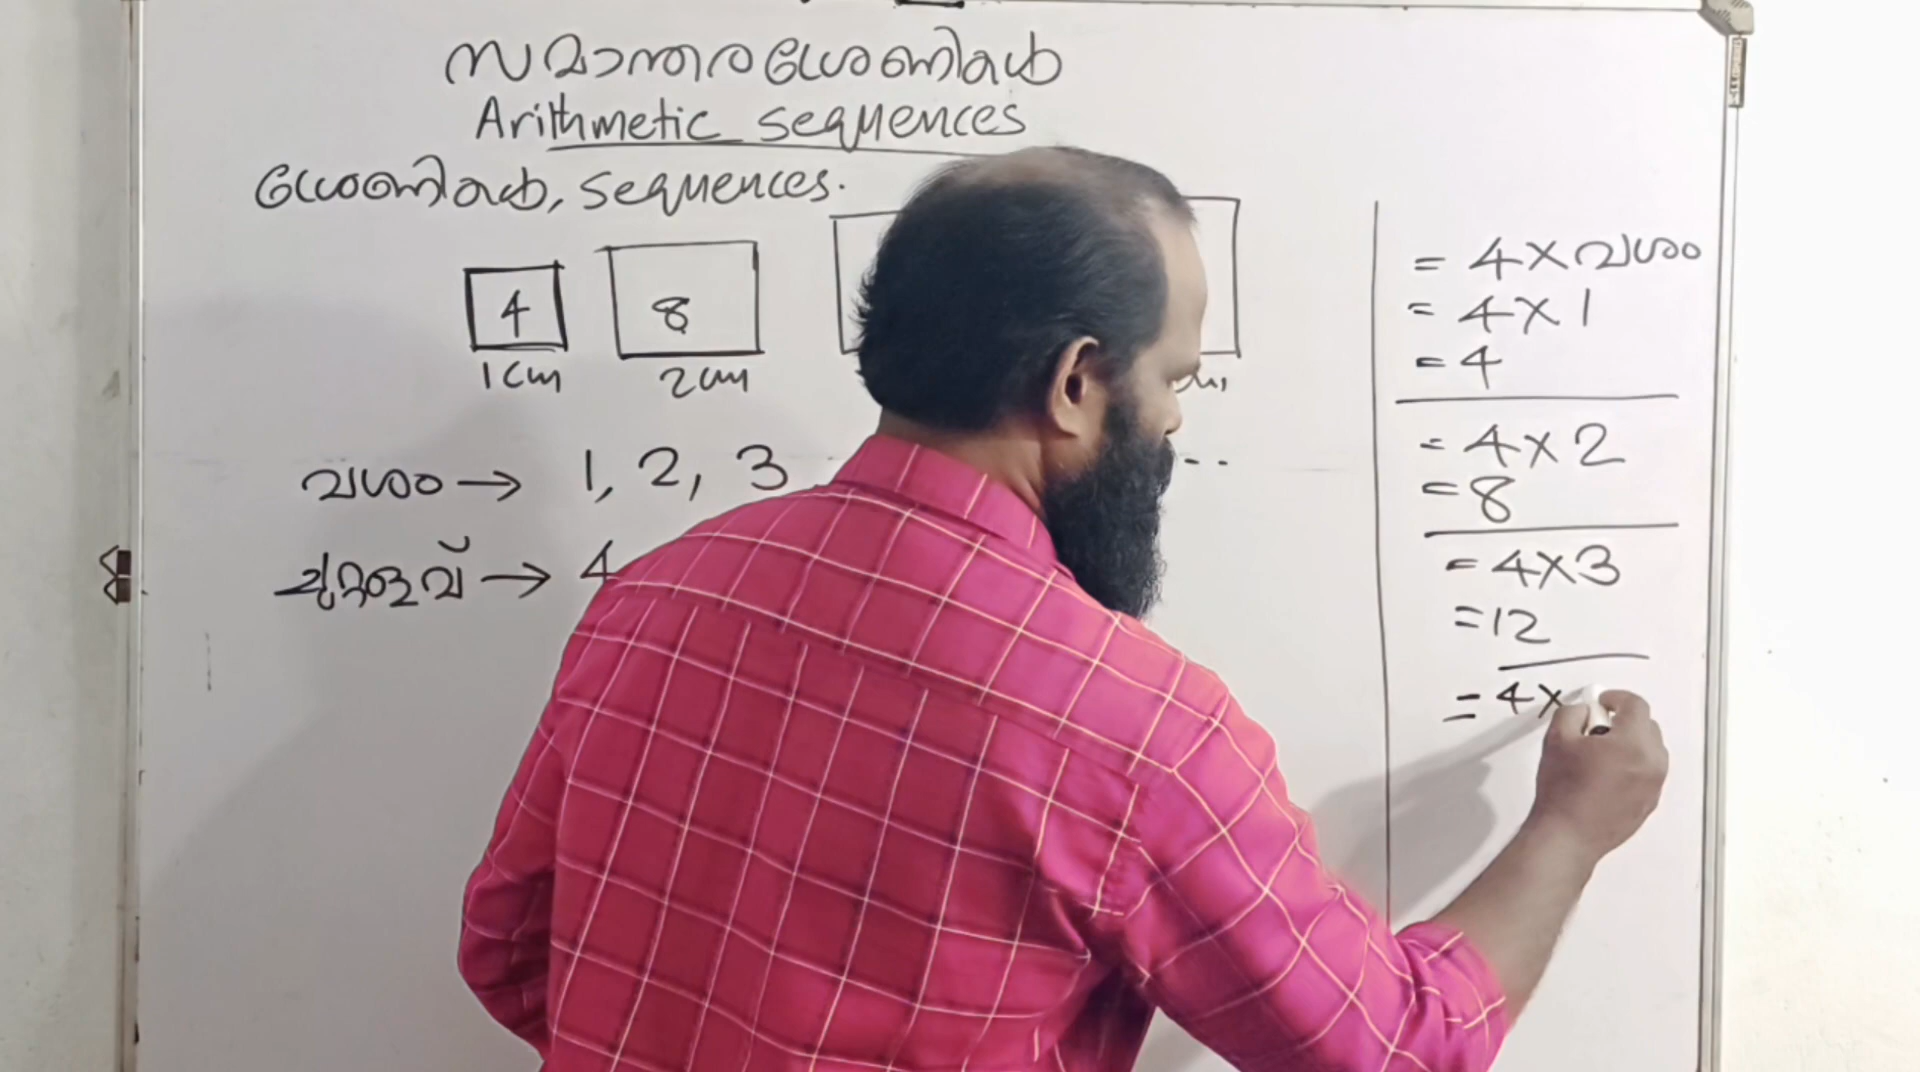 സമാന്തരശ്രേണികൾ
Arithmetic sequences
ശ്രേണികൾ, sequences.
4
8
1cm
2cm
വശം → 1, 2, 3
ചുറ്റളവ് → 4
= 4×വശം
= 4×1
= 4
= 4×2
= 8
= 4×3
= 12
= 4×